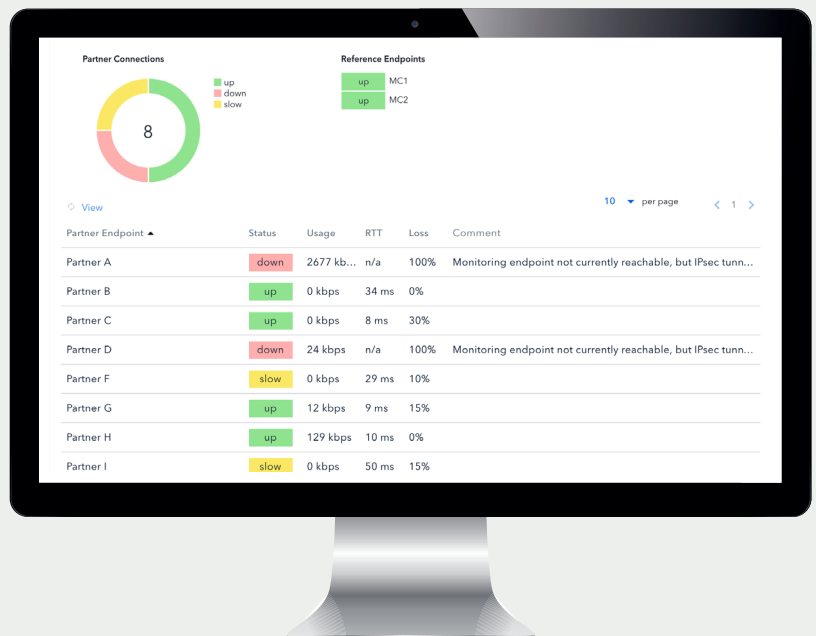 Partner Connections
up
down
slow
8
Reference Endpoints
up MC1
up MC2
View
10 per page
1
Partner Endpoint Status Usage RTT Loss Comment
Partner A down 2677 kb... n/a 100% Monitoring endpoint not currently reachable, but IPsec tunn...
Partner B up 0 kbps 34 ms 0%
Partner C up 0 kbps 8 ms 30%
Partner D down 24 kbps n/a 100% Monitoring endpoint not currently reachable, but IPsec tunn...
Partner F slow 0 kbps 29 ms 10%
Partner G up 12 kbps 9 ms 15%
Partner H up 129 kbps 10 ms 0%
Partner I slow 0 kbps 50 ms 15%